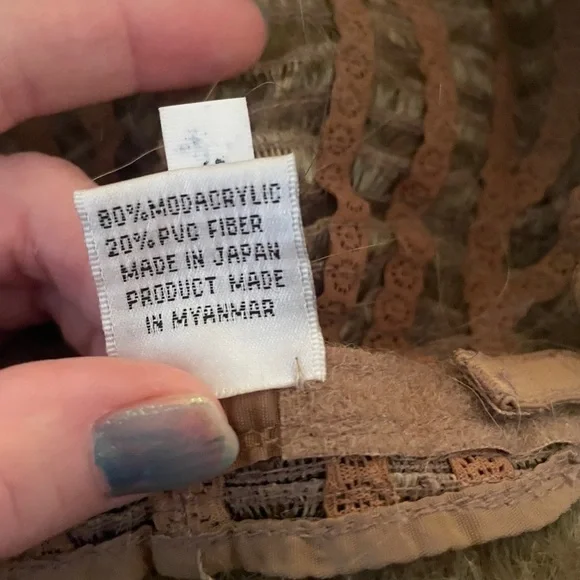 80%MODACRYLIC
20%PVC FIBER
MADE IN JAPAN
PRODUCT MADE
IN MYANMAR